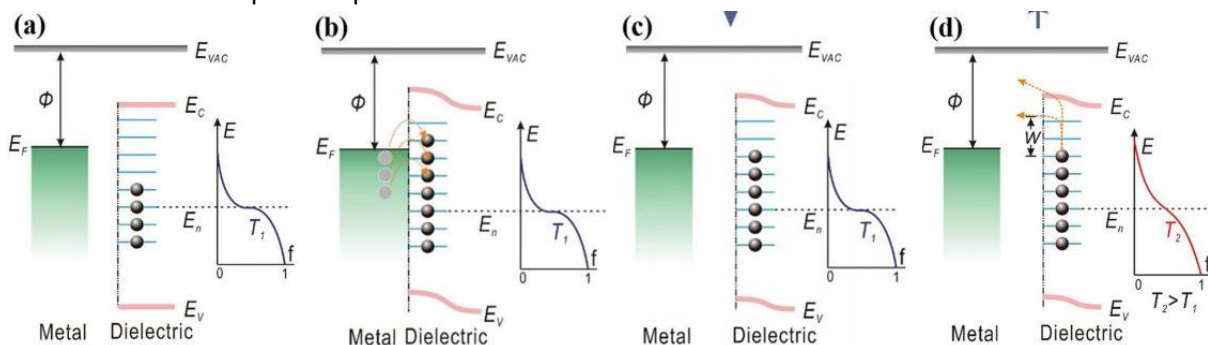 (a)
E_VAC
Φ
E_C
E_F
E
E_n
T_1
f
0
1
E_V
Metal
Dielectric
(b)
E_VAC
Φ
E_C
E_F
E
E_n
T_1
f
0
1
E_V
Metal
Dielectric
(c)
E_VAC
Φ
E_C
E_F
E
E_n
T_1
f
0
1
E_V
Metal
Dielectric
(d)
E_VAC
Φ
E_C
W
E
E_F
E_n
T_2
f
0
1
E_V
T_2>T_1
Metal
Dielectric